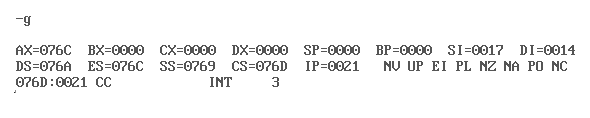 -g
AX=076C  BX=0000  CX=0000  DX=0000  SP=0000  BP=0000  SI=0017  DI=0014
DS=076A  ES=076C  SS=0769  CS=076D  IP=0021   NV UP EI PL NZ NA PO NC
076D:0021 CC            INT     3